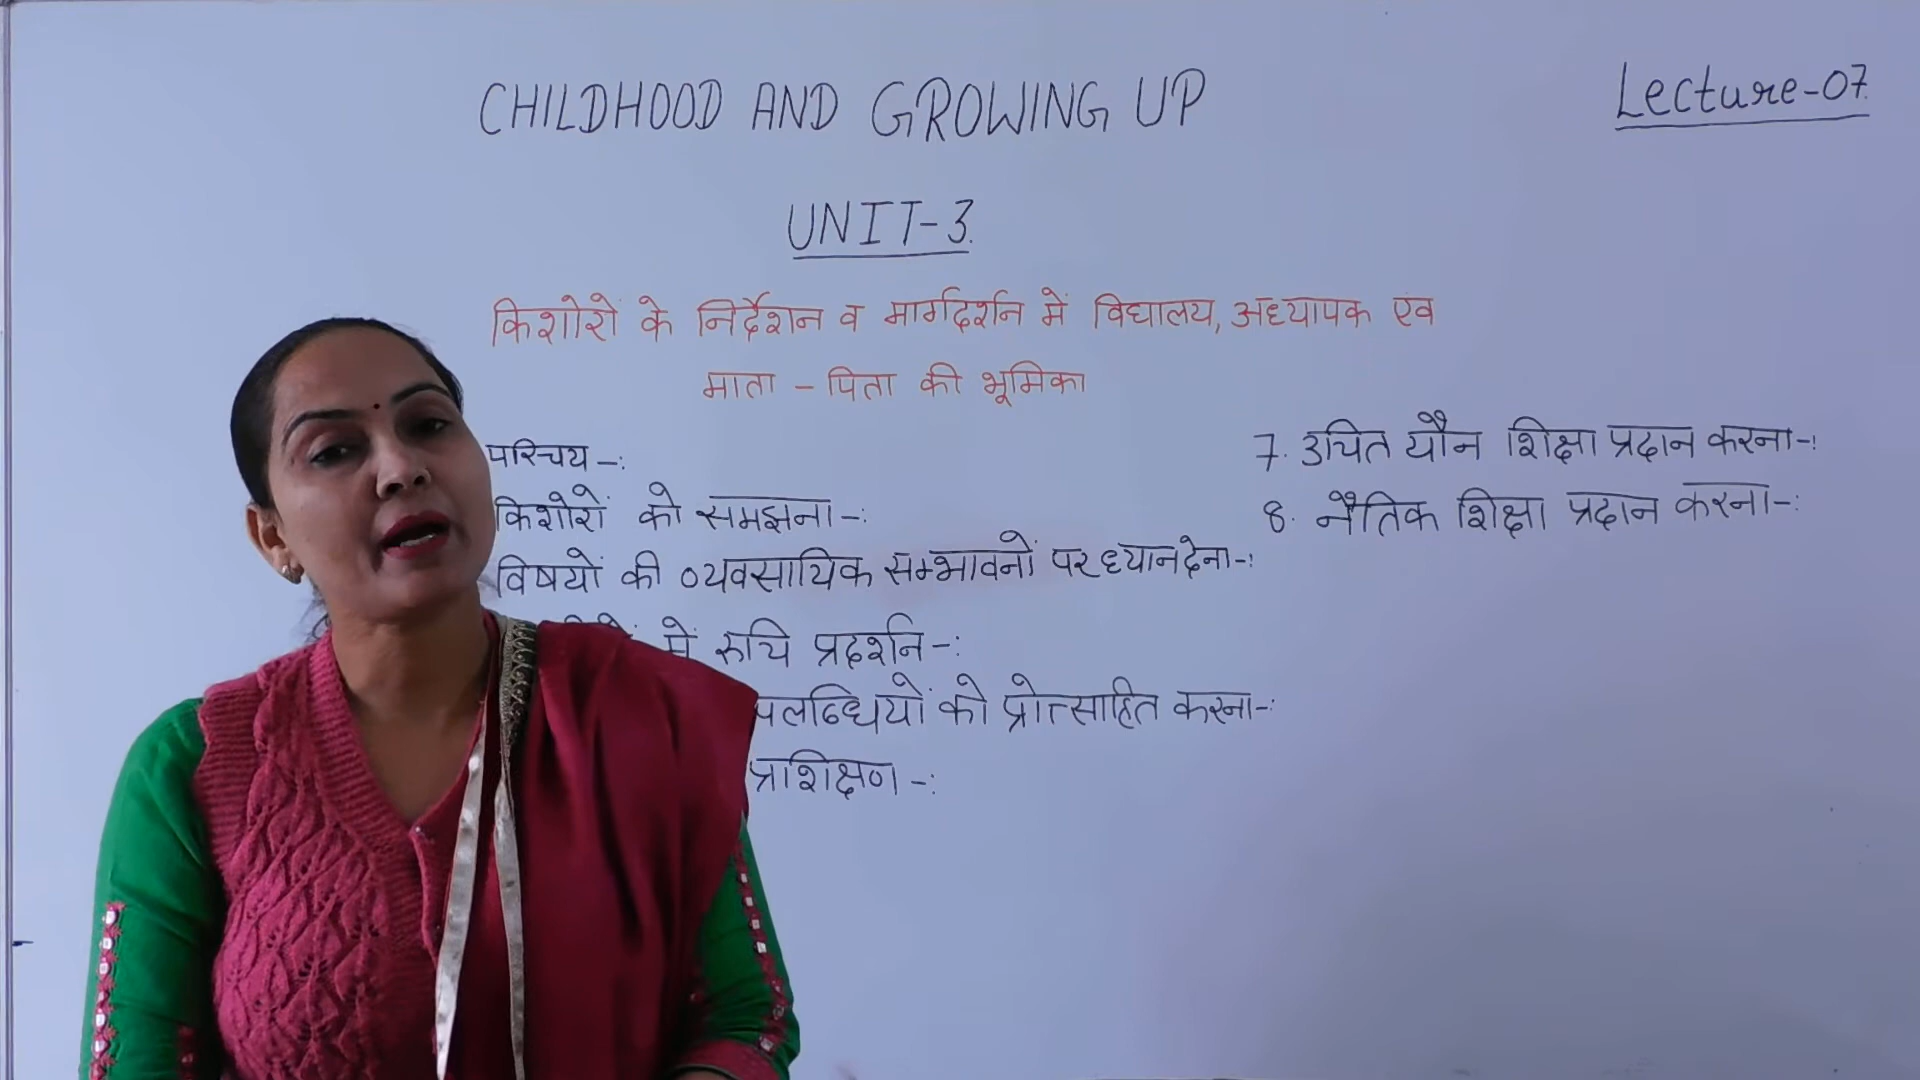 CHILDHOOD AND GROWING UP
Lecture-07.
UNIT-3.
किशोरों के निर्देशन व मार्गदर्शन में विद्यालय, अध्यापक एंव
माता - पिता की भूमिका
परिचय -:
किशोरों को समझना -:
विषयों की व्यवसायिक सम्भावनों पर ध्यान देना -:
में रुचि प्रदर्शन -:
पलब्धियों को प्रोत्साहित करना -:
प्रशिक्षण -:
7. उचित यौन शिक्षा प्रदान करना -:
8. नैतिक शिक्षा प्रदान करना -: